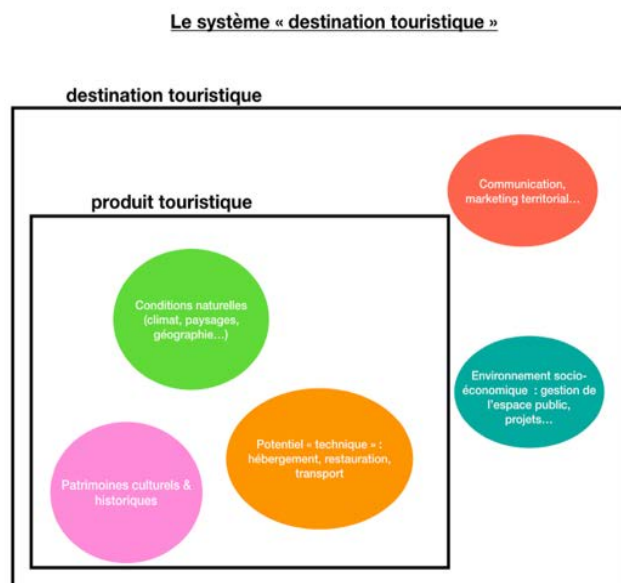 Le système « destination touristique »
destination touristique
Communication,
marketing territorial...
produit touristique
Conditions naturelles
(climat, paysages,
géographie...)
Environnement socio-
économique : gestion de
l'espace public,
projets...
Potentiel « technique » :
hébergement, restauration,
transport
Patrimoines culturels &
historiques